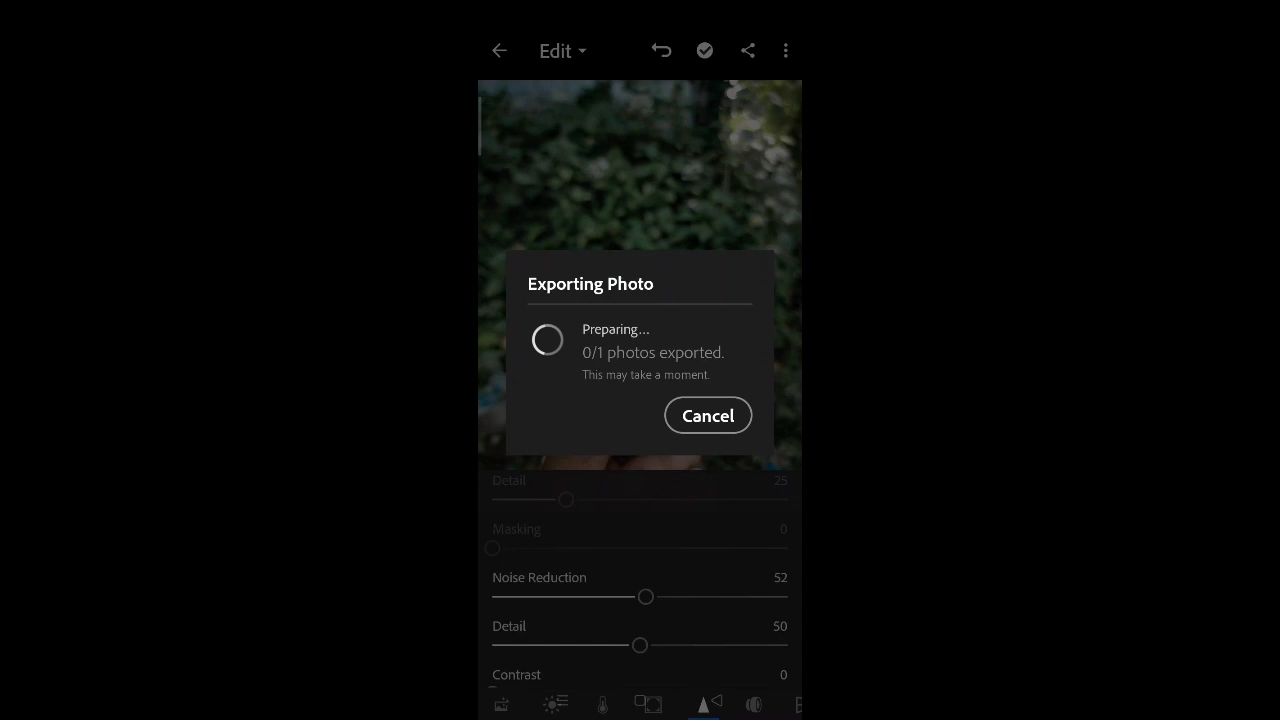 Edit
Exporting Photo
Preparing...
0/1 photos exported.
This may take a moment.
Cancel
Detail 25
Masking 0
Noise Reduction 52
Detail 50
Contrast 0